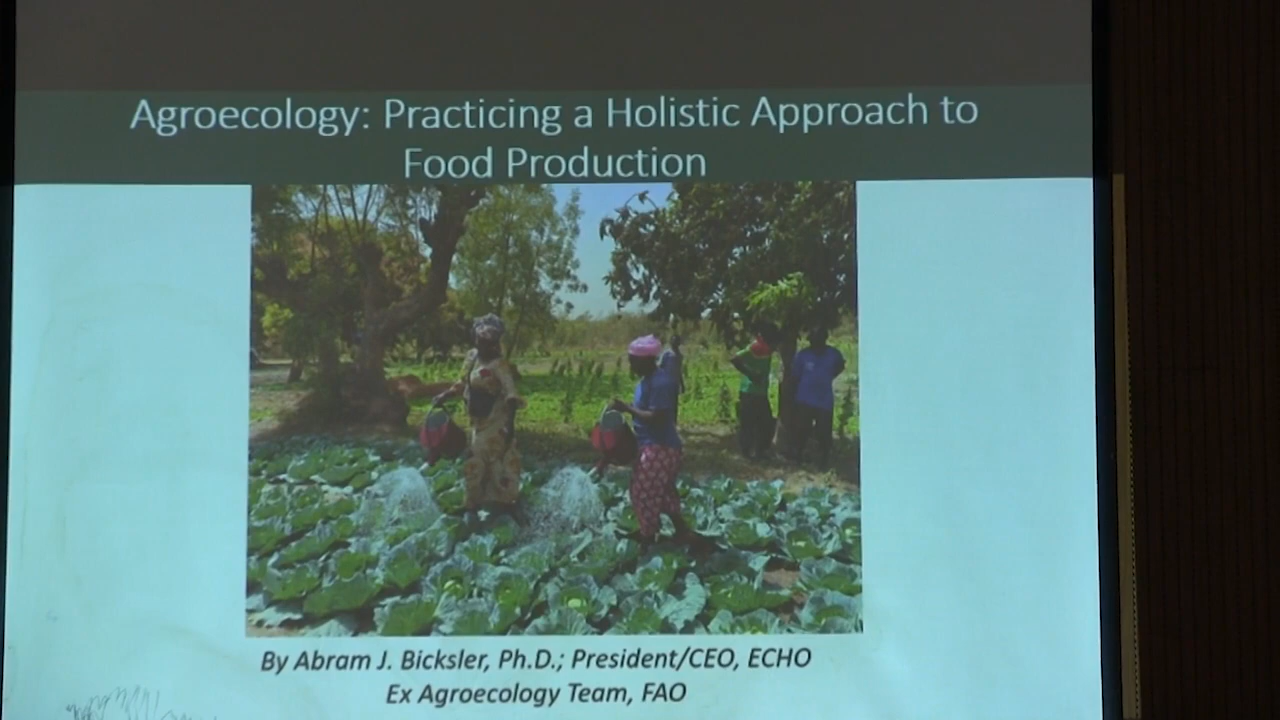 Agroecology: Practicing a Holistic Approach to
Food Production
By Abram J. Bicksler, Ph.D.; President/CEO, ECHO
Ex Agroecology Team, FAO